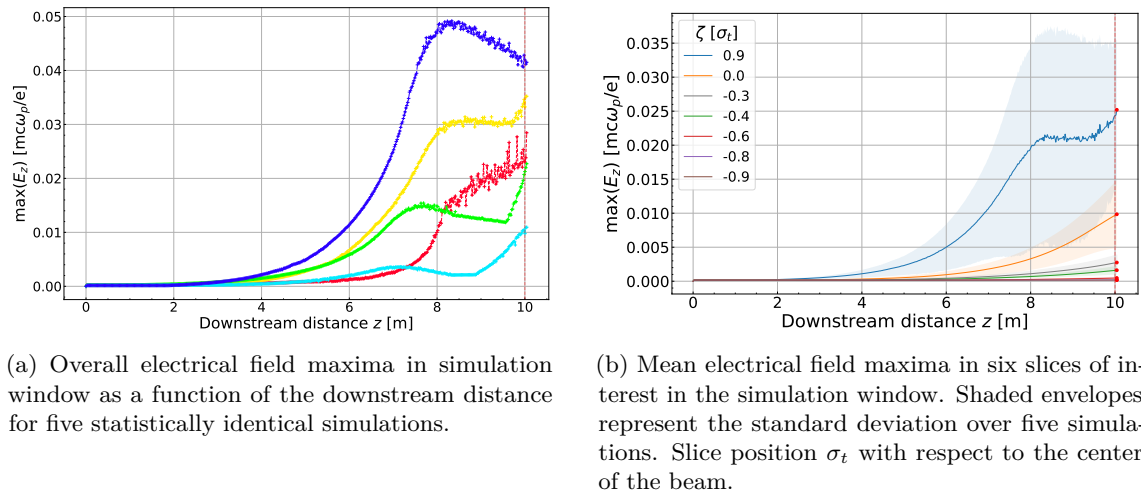 0.05
0.04
0.03
0.02
0.01
0.00
max(E_z) [mcω_p/e]
0 2 4 6 8 10
Downstream distance z [m]
(a) Overall electrical field maxima in simulation
window as a function of the downstream distance
for five statistically identical simulations.
0.035
0.030
0.025
0.020
0.015
0.010
0.005
0.000
max(E_z) [mcω_p/e]
ζ [σ_t]
0.9
0.0
-0.3
-0.4
-0.6
-0.8
-0.9
0 2 4 6 8 10
Downstream distance z [m]
(b) Mean electrical field maxima in six slices of in-
terest in the simulation window. Shaded envelopes
represent the standard deviation over five simula-
tions. Slice position σ_t with respect to the center
of the beam.